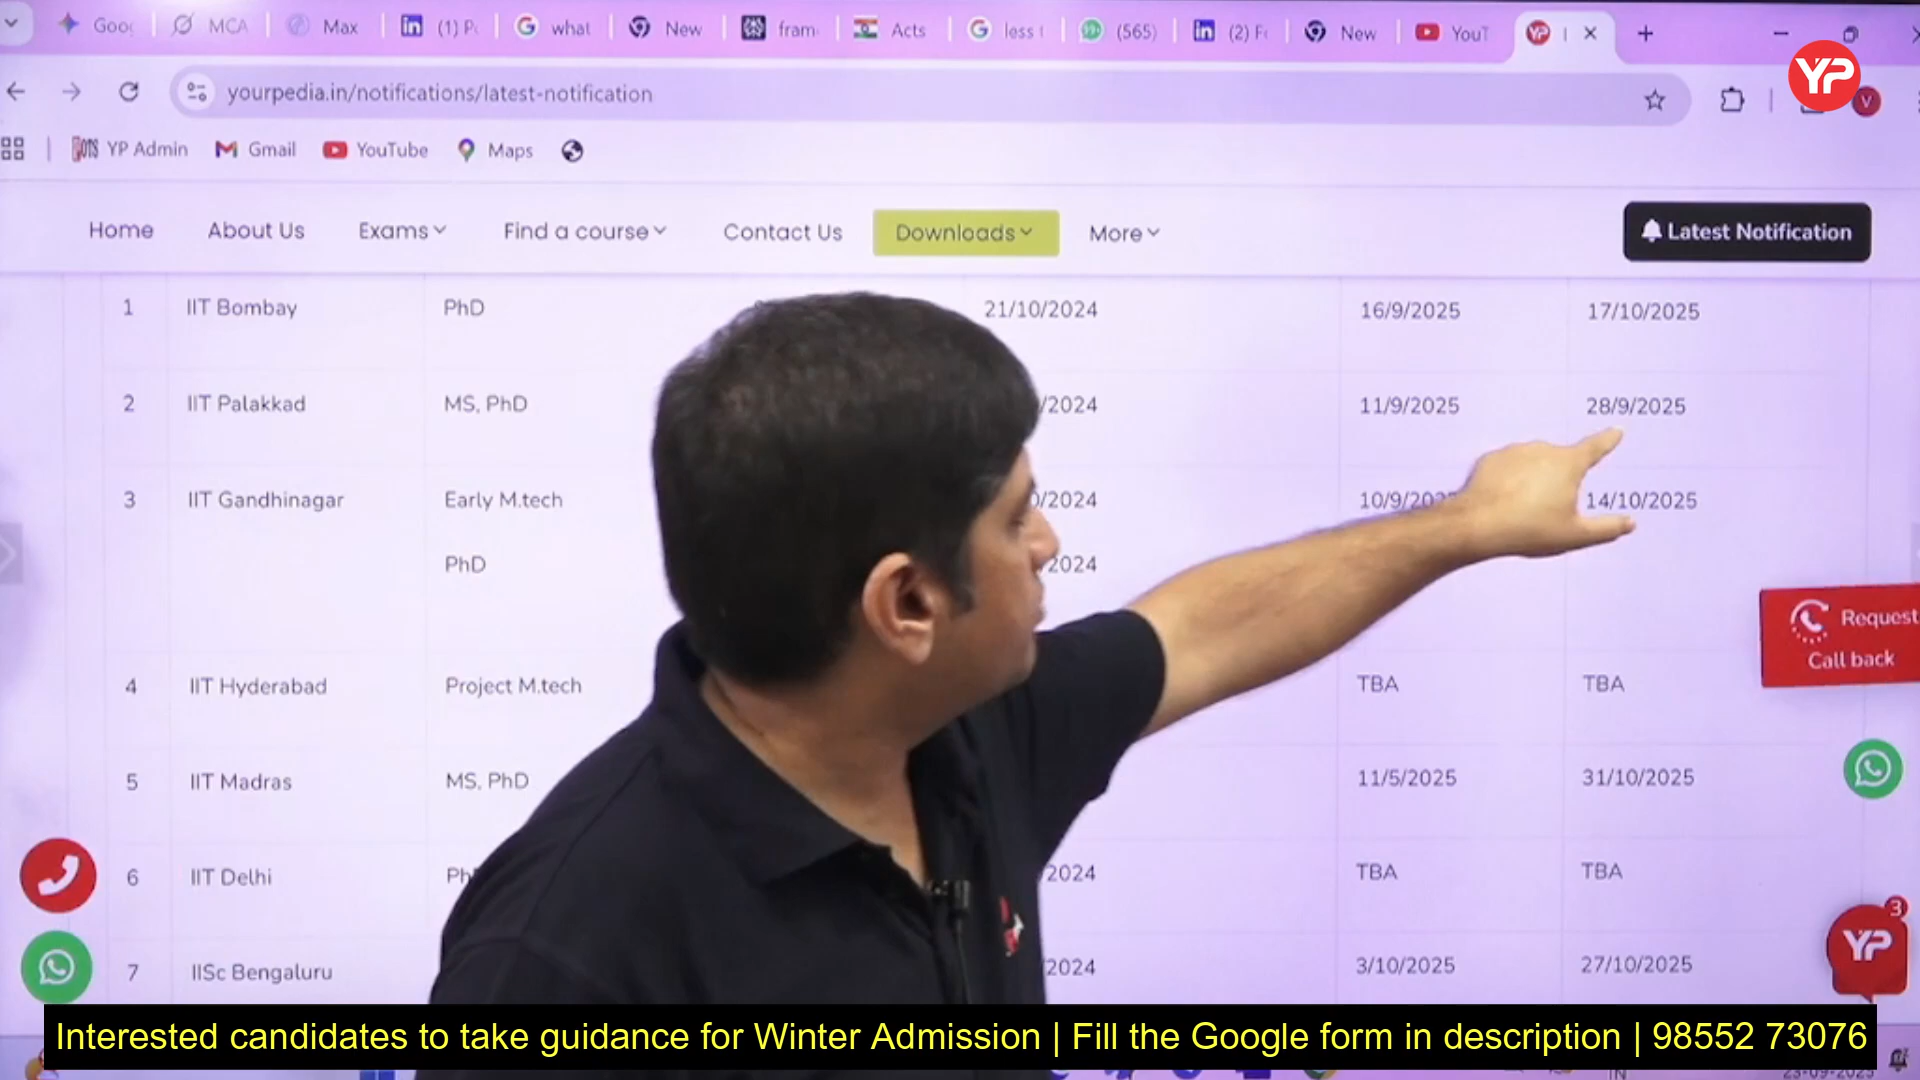 Goog MCA Max (1) what New fram Acts less (565) (2) New YouT
yourpedia.in/notifications/latest-notification
YP Admin Gmail YouTube Maps
YP V
Home About Us Exams Find a course Contact Us Downloads More Latest Notification
1 IIT Bombay PhD 21/10/2024 16/9/2025 17/10/2025
2 IIT Palakkad MS, PhD /2024 11/9/2025 28/9/2025
3 IIT Gandhinagar Early M.tech /2024 14/10/2025
PhD /2024
Request
Call back
4 IIT Hyderabad Project M.tech TBA TBA
5 IIT Madras MS, PhD 11/5/2025 31/10/2025
6 IIT Delhi 2024 TBA TBA
3
YP
7 IISc Bengaluru 2024 3/10/2025 27/10/2025
Interested candidates to take guidance for Winter Admission | Fill the Google form in description | 98552 73076